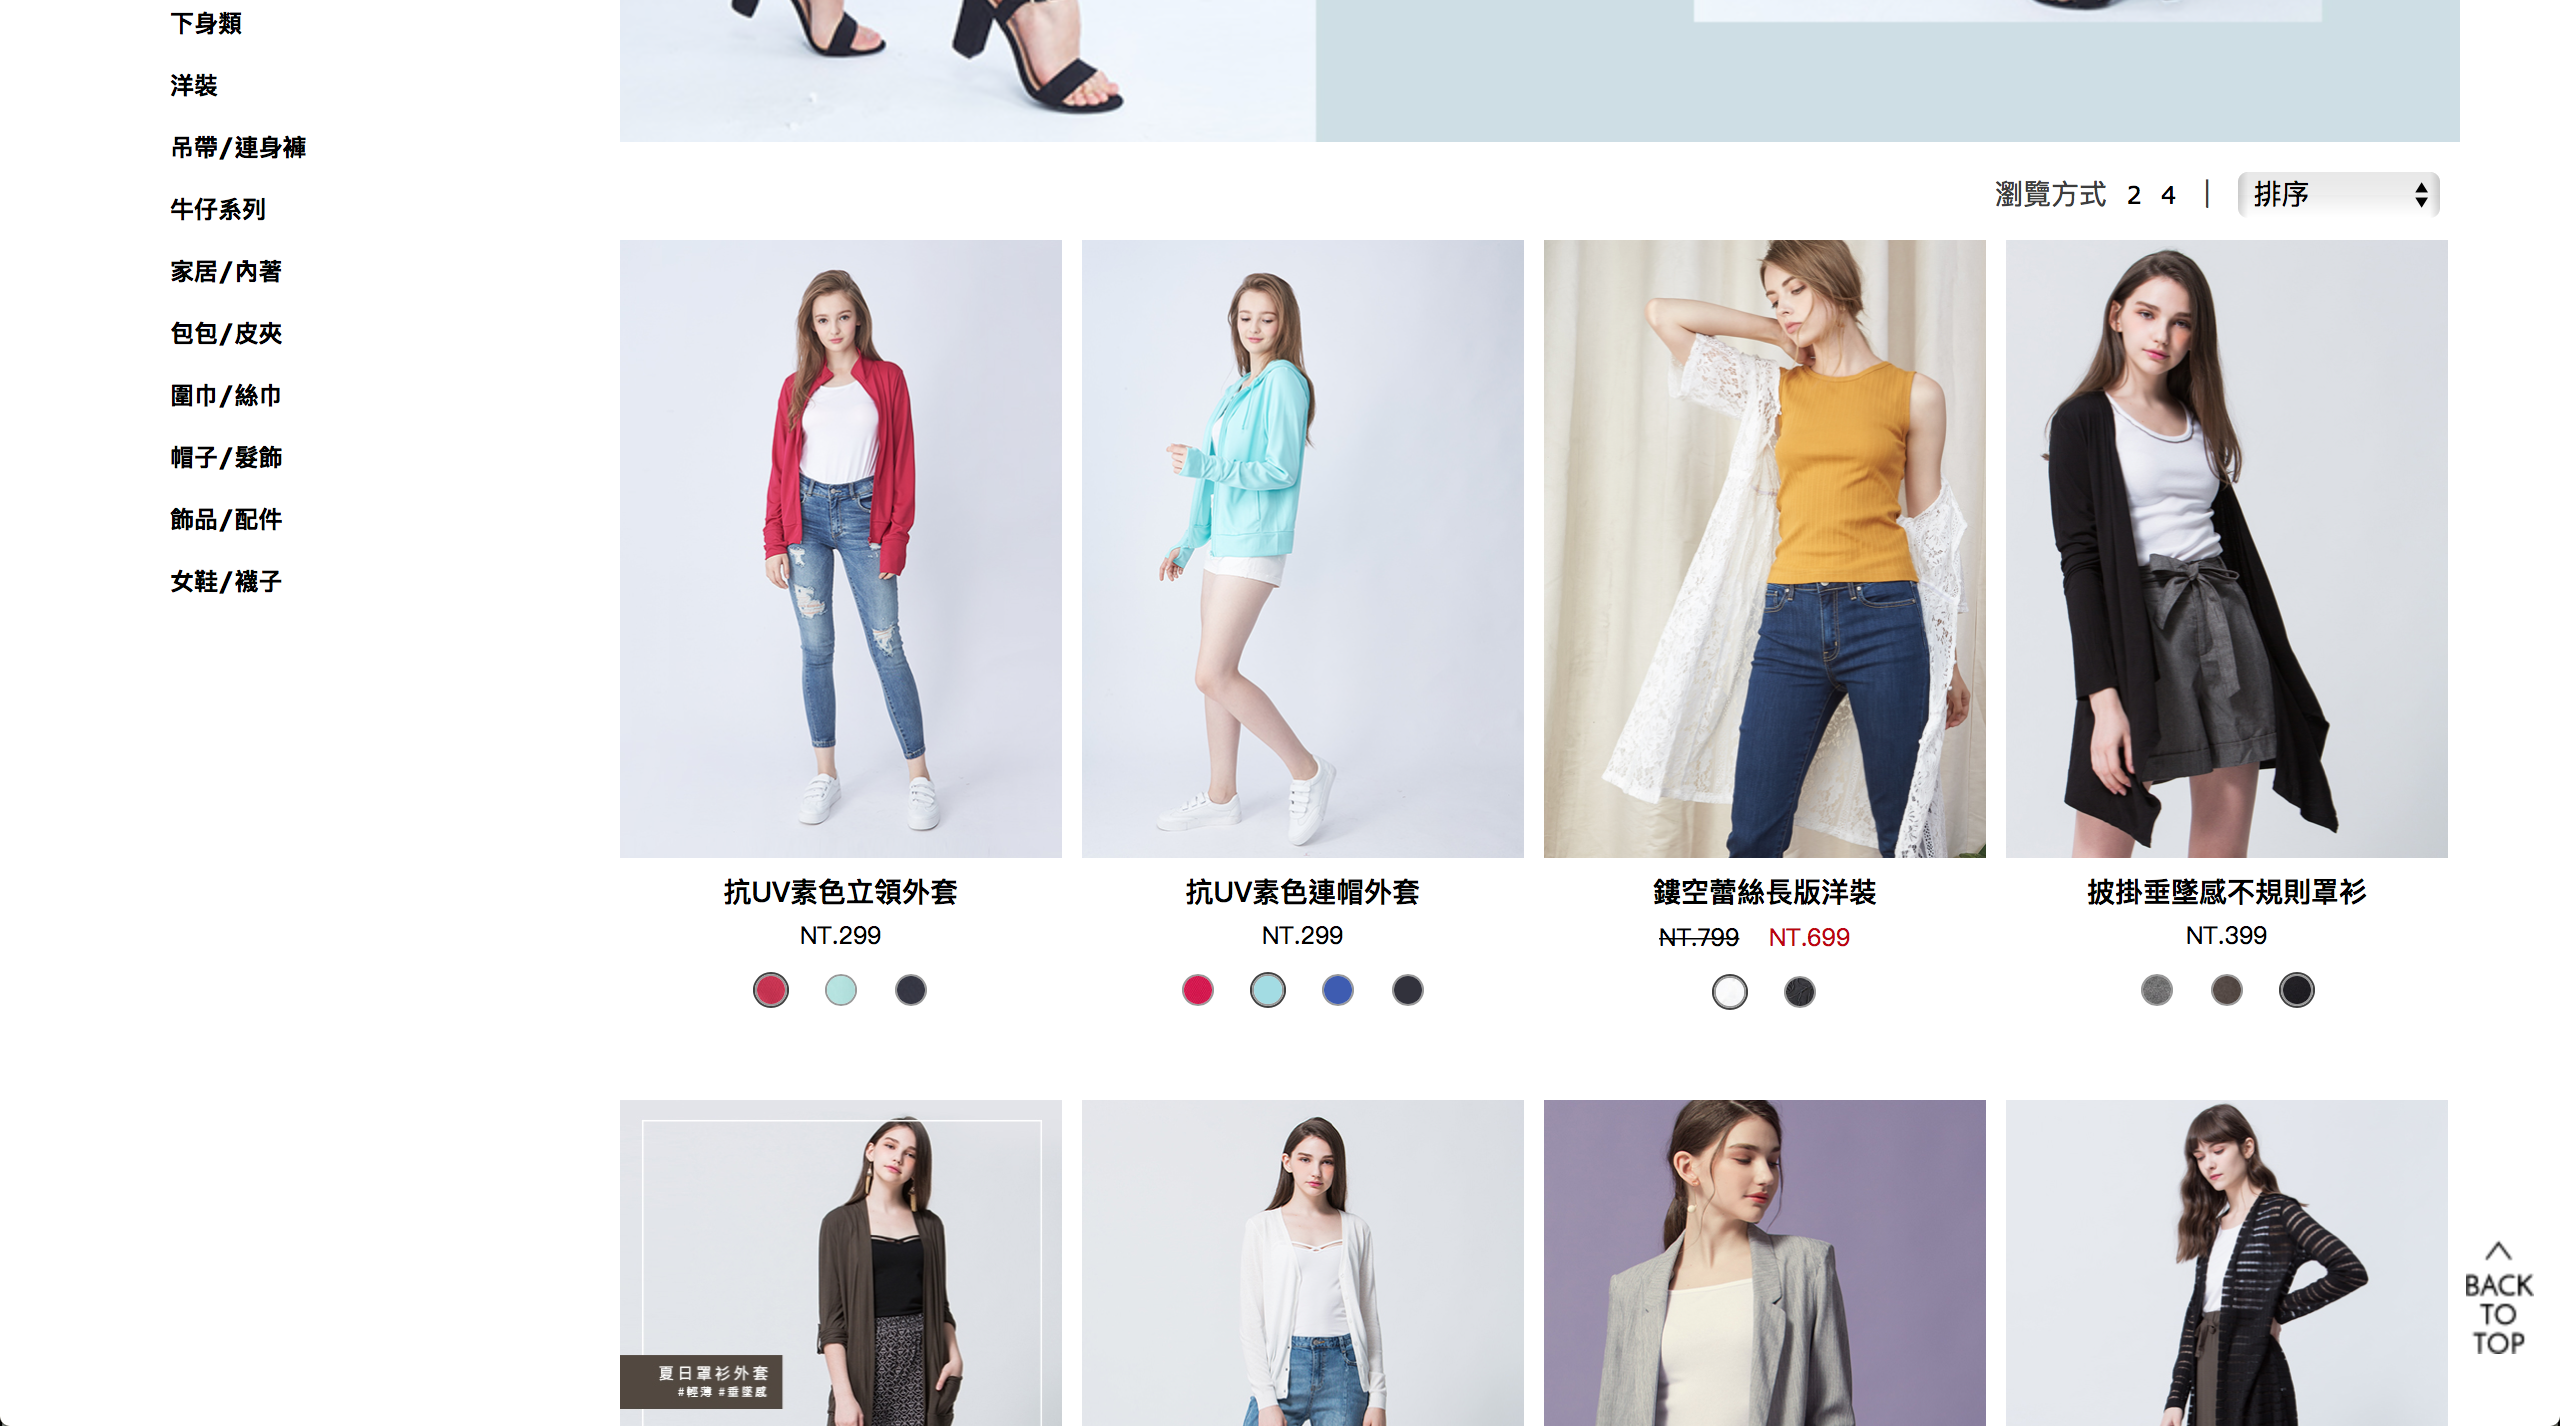 下身類
洋裝
吊帶/連身褲
牛仔系列
家居/內著
包包/皮夾
圍巾/絲巾
帽子/髮飾
飾品/配件
女鞋/襪子
瀏覽方式 2 4 | 排序
抗UV素色立領外套
NT.299
抗UV素色連帽外套
NT.299
鏤空蕾絲長版洋裝
NT.799 NT.699
披掛垂墜感不規則罩衫
NT.399
夏日罩衫外套
#輕薄 #垂墜感
BACK
TO
TOP